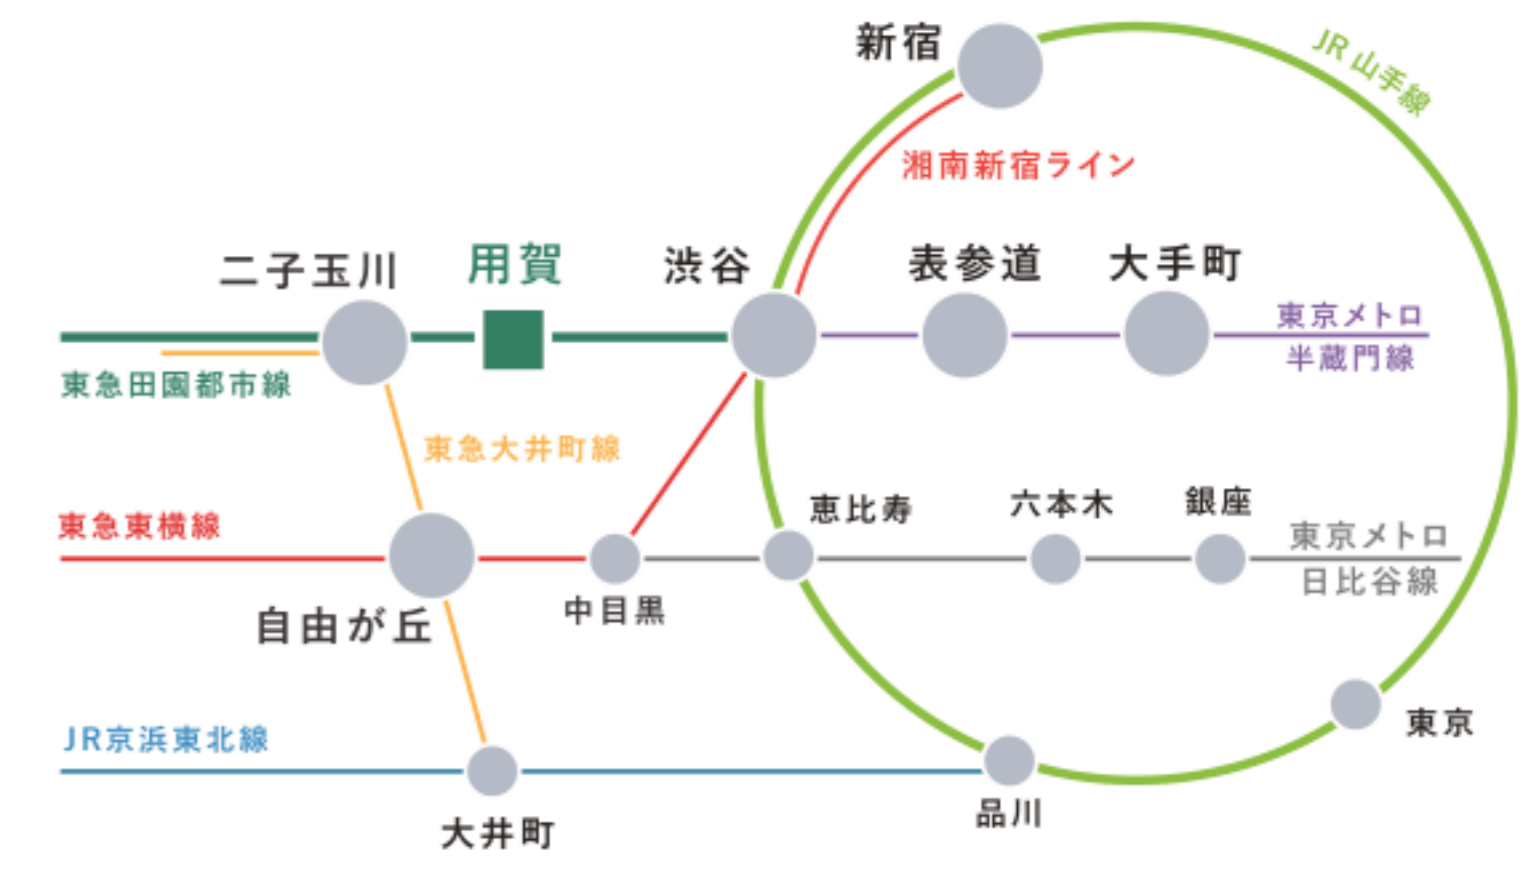 新宿
JR山手線
湘南新宿ライン
二子玉川
用賀
渋谷
表参道
大手町
東京メトロ
半蔵門線
東急田園都市線
東急大井町線
東急東横線
恵比寿
六本木
銀座
東京メトロ
日比谷線
自由が丘
中目黒
JR京浜東北線
東京
大井町
品川